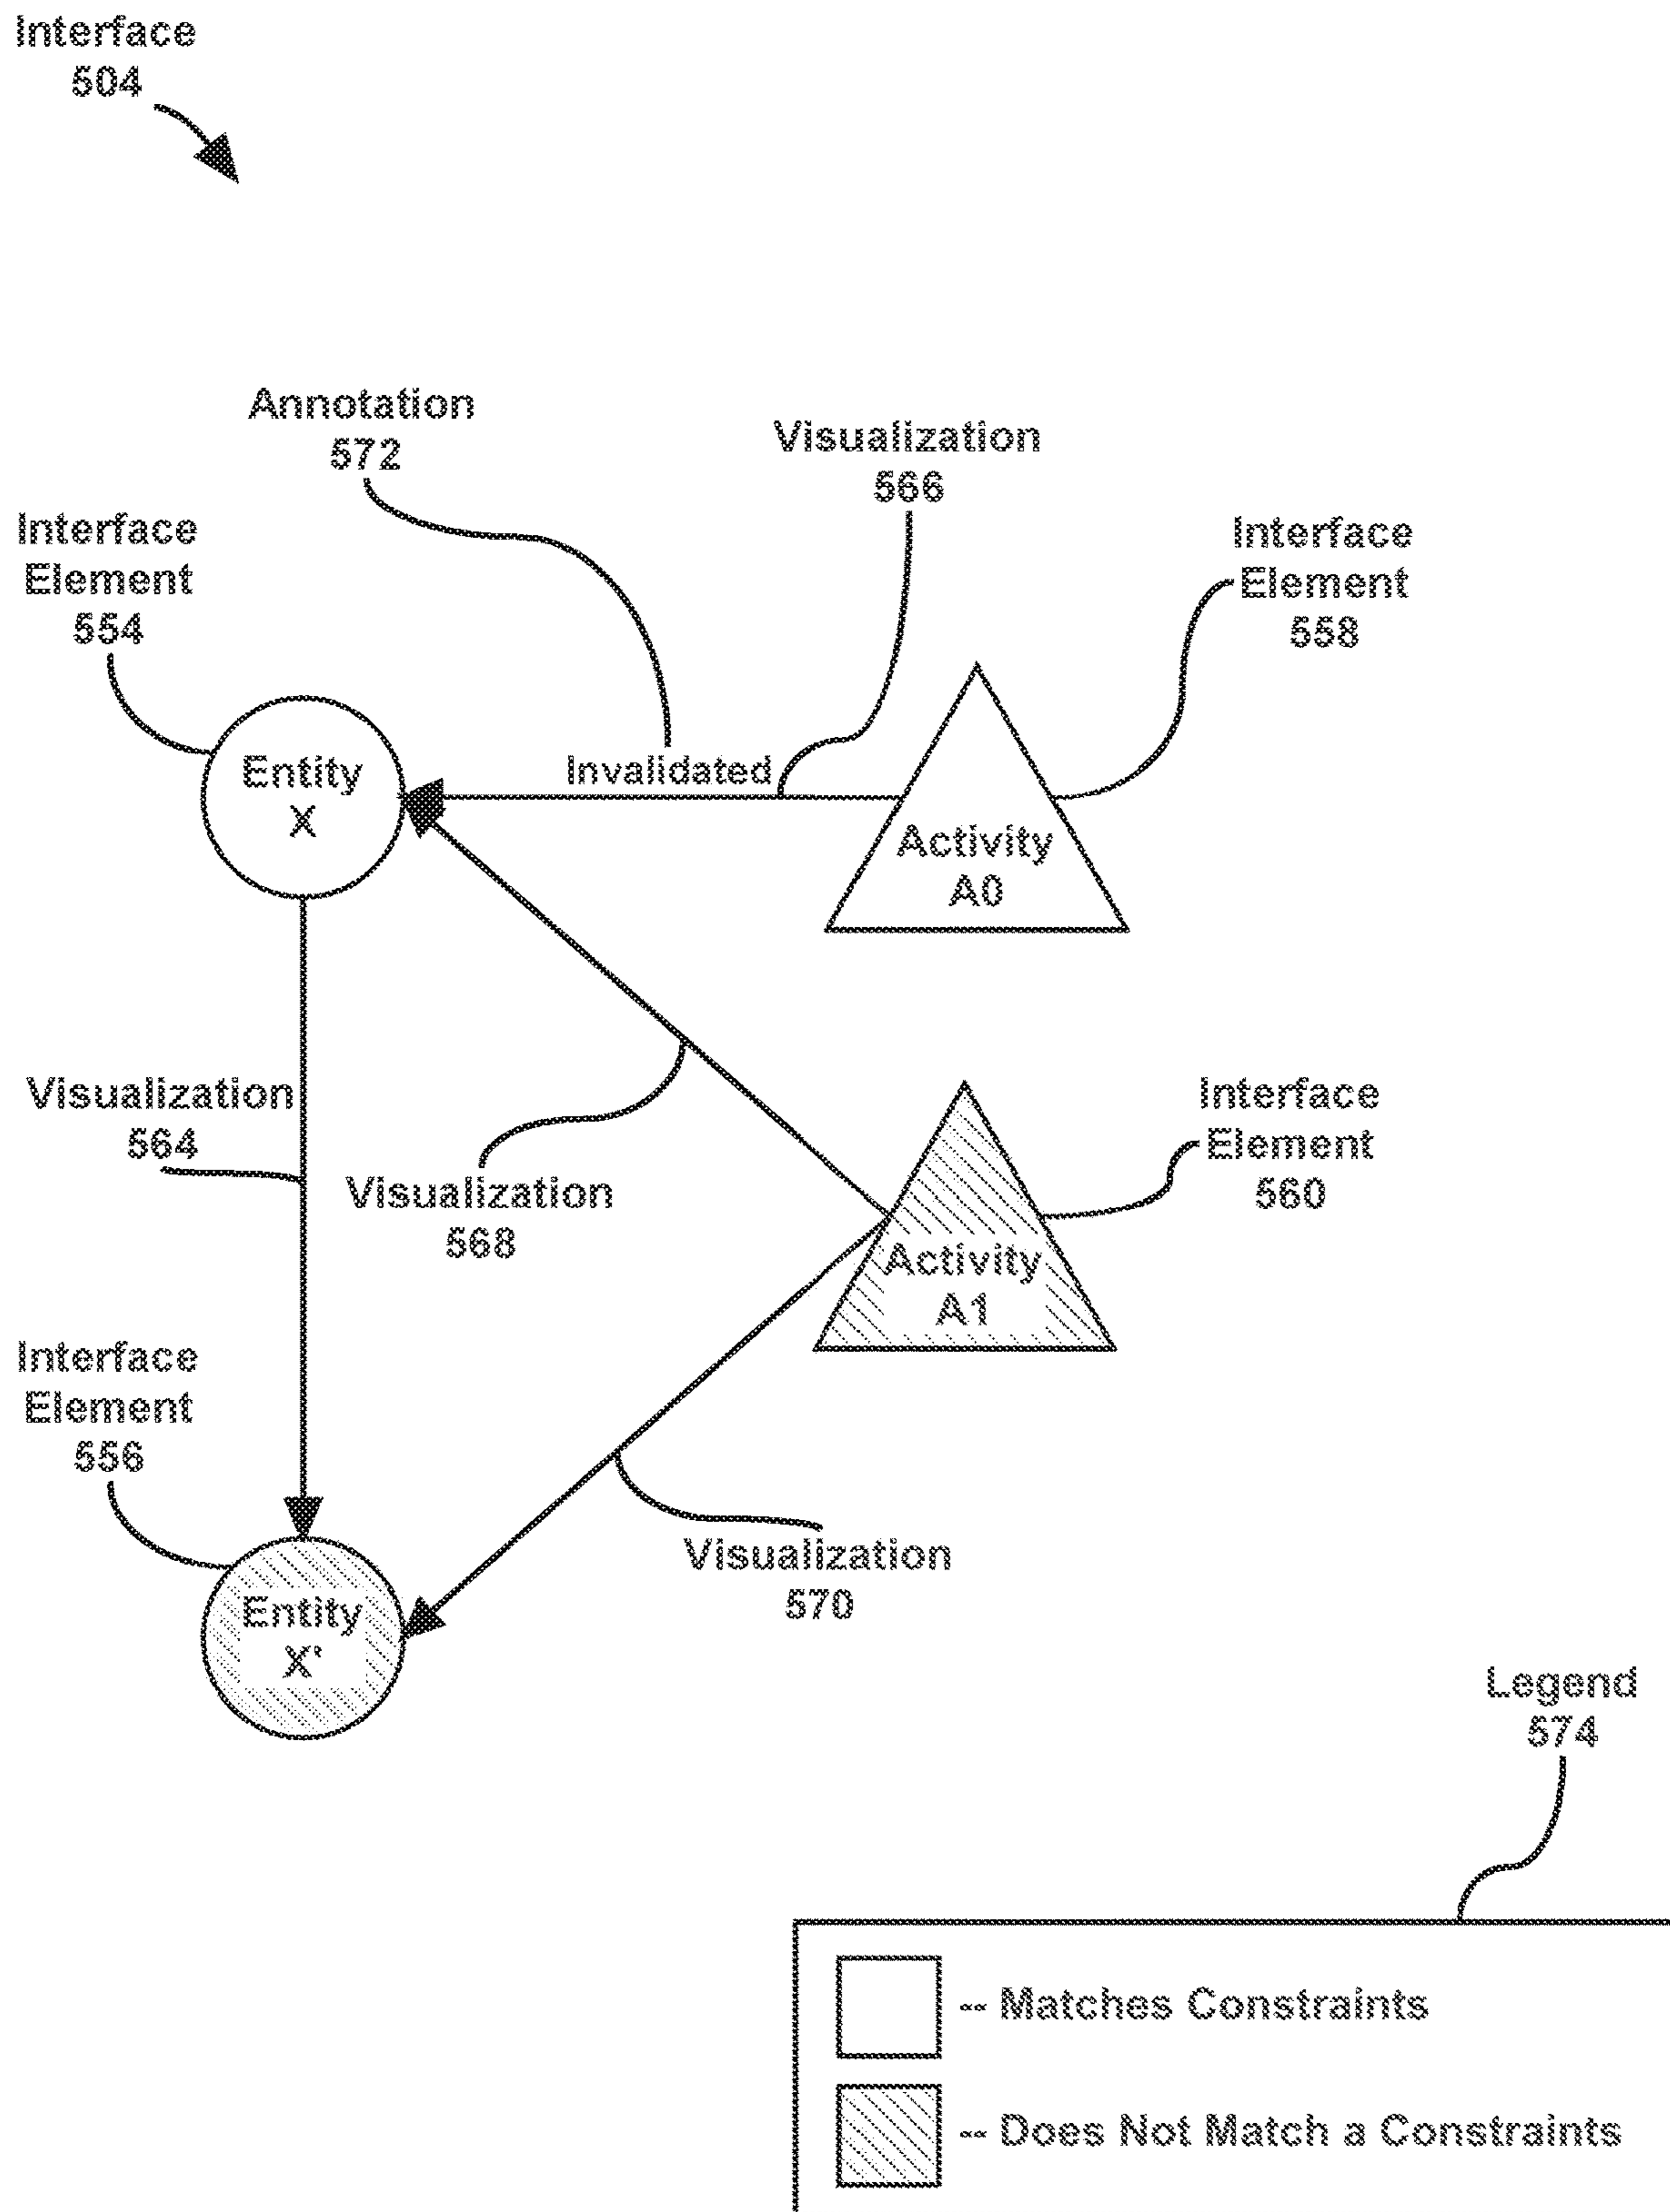 Interface
504
Annotation
572
Visualization
566
Interface
Element
554
Interface
Element
558
Entity
X
Invalidated
Activity
A0
Visualization
564
Visualization
568
Interface
Element
560
Activity
A1
Interface
Element
556
Visualization
570
Entity
X'
Legend
574
-- Matches Constraints
-- Does Not Match a Constraints